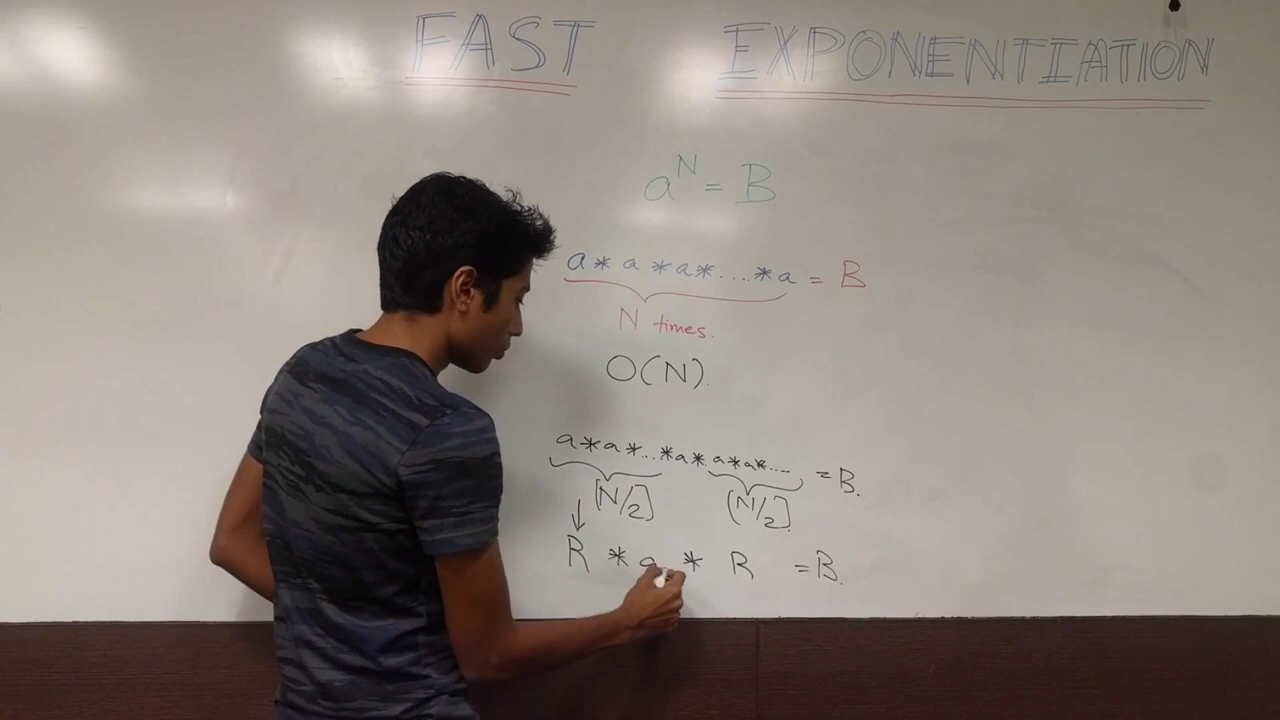 FAST EXPONENTIATION
a^N = B
a * a * a * .... * a = B
N times.
O(N).
a * a * ... * a * a * a * .... = B.
[N/2] [N/2]
↓
R * a * R = B.